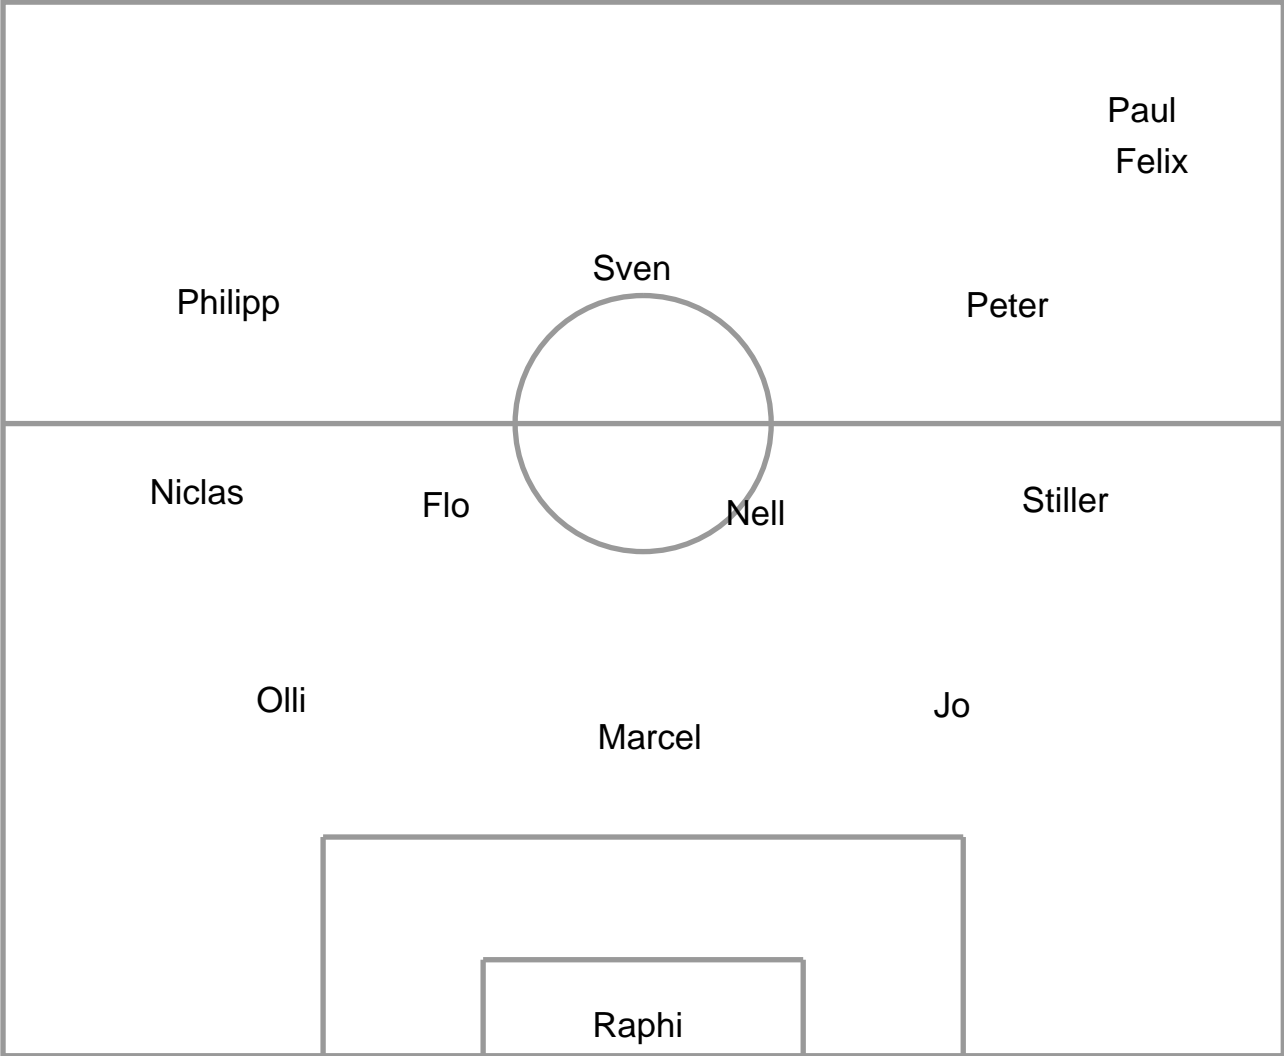 Paul
Felix
Sven
Philipp
Peter
Niclas
Flo
Nell
Stiller
Olli
Jo
Marcel
Raphi